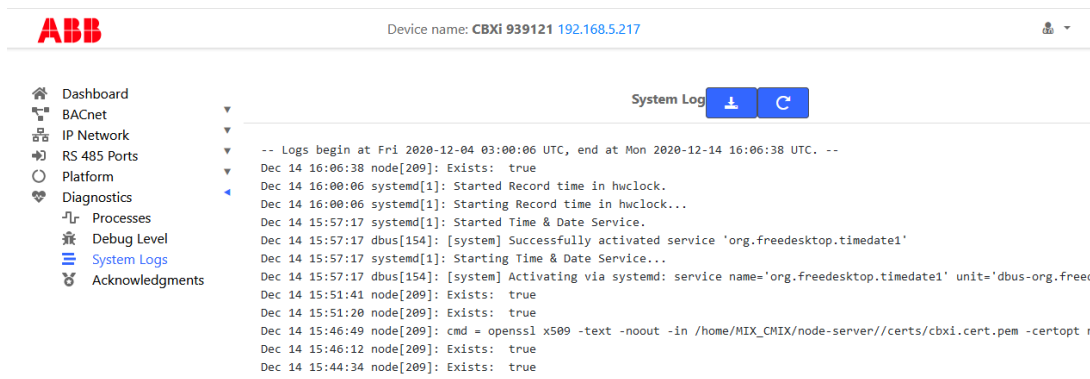 ABB
Device name: CBXi 939121 192.168.5.217
Dashboard
BACnet
IP Network
RS 485 Ports
Platform
Diagnostics
Processes
Debug Level
System Logs
Acknowledgments
System Log
-- Logs begin at Fri 2020-12-04 03:00:06 UTC, end at Mon 2020-12-14 16:06:38 UTC. --
Dec 14 16:06:38 node[209]: Exists:  true
Dec 14 16:00:06 systemd[1]: Started Record time in hwclock.
Dec 14 16:00:06 systemd[1]: Starting Record time in hwclock...
Dec 14 15:57:17 systemd[1]: Started Time & Date Service.
Dec 14 15:57:17 dbus[154]: [system] Successfully activated service 'org.freedesktop.timedate1'
Dec 14 15:57:17 systemd[1]: Starting Time & Date Service...
Dec 14 15:57:17 dbus[154]: [system] Activating via systemd: service name='org.freedesktop.timedate1' unit='dbus-org.freed
Dec 14 15:51:41 node[209]: Exists:  true
Dec 14 15:51:20 node[209]: Exists:  true
Dec 14 15:46:49 node[209]: cmd = openssl x509 -text -noout -in /home/MIX_CMIX/node-server//certs/cbxi.cert.pem -certopt n
Dec 14 15:46:12 node[209]: Exists:  true
Dec 14 15:44:34 node[209]: Exists:  true